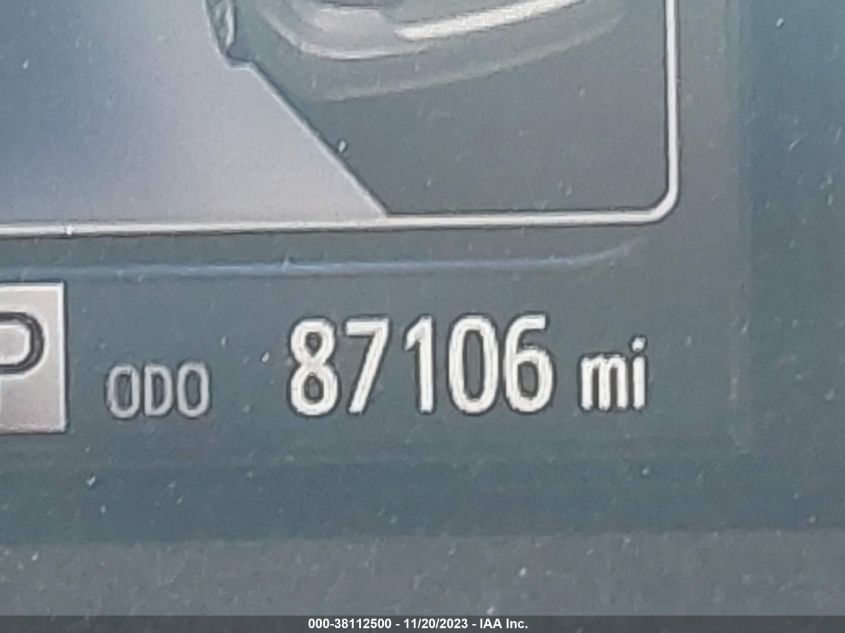 P
ODO 87106 mi
000-38112500 - 11/20/2023 - IAA Inc.